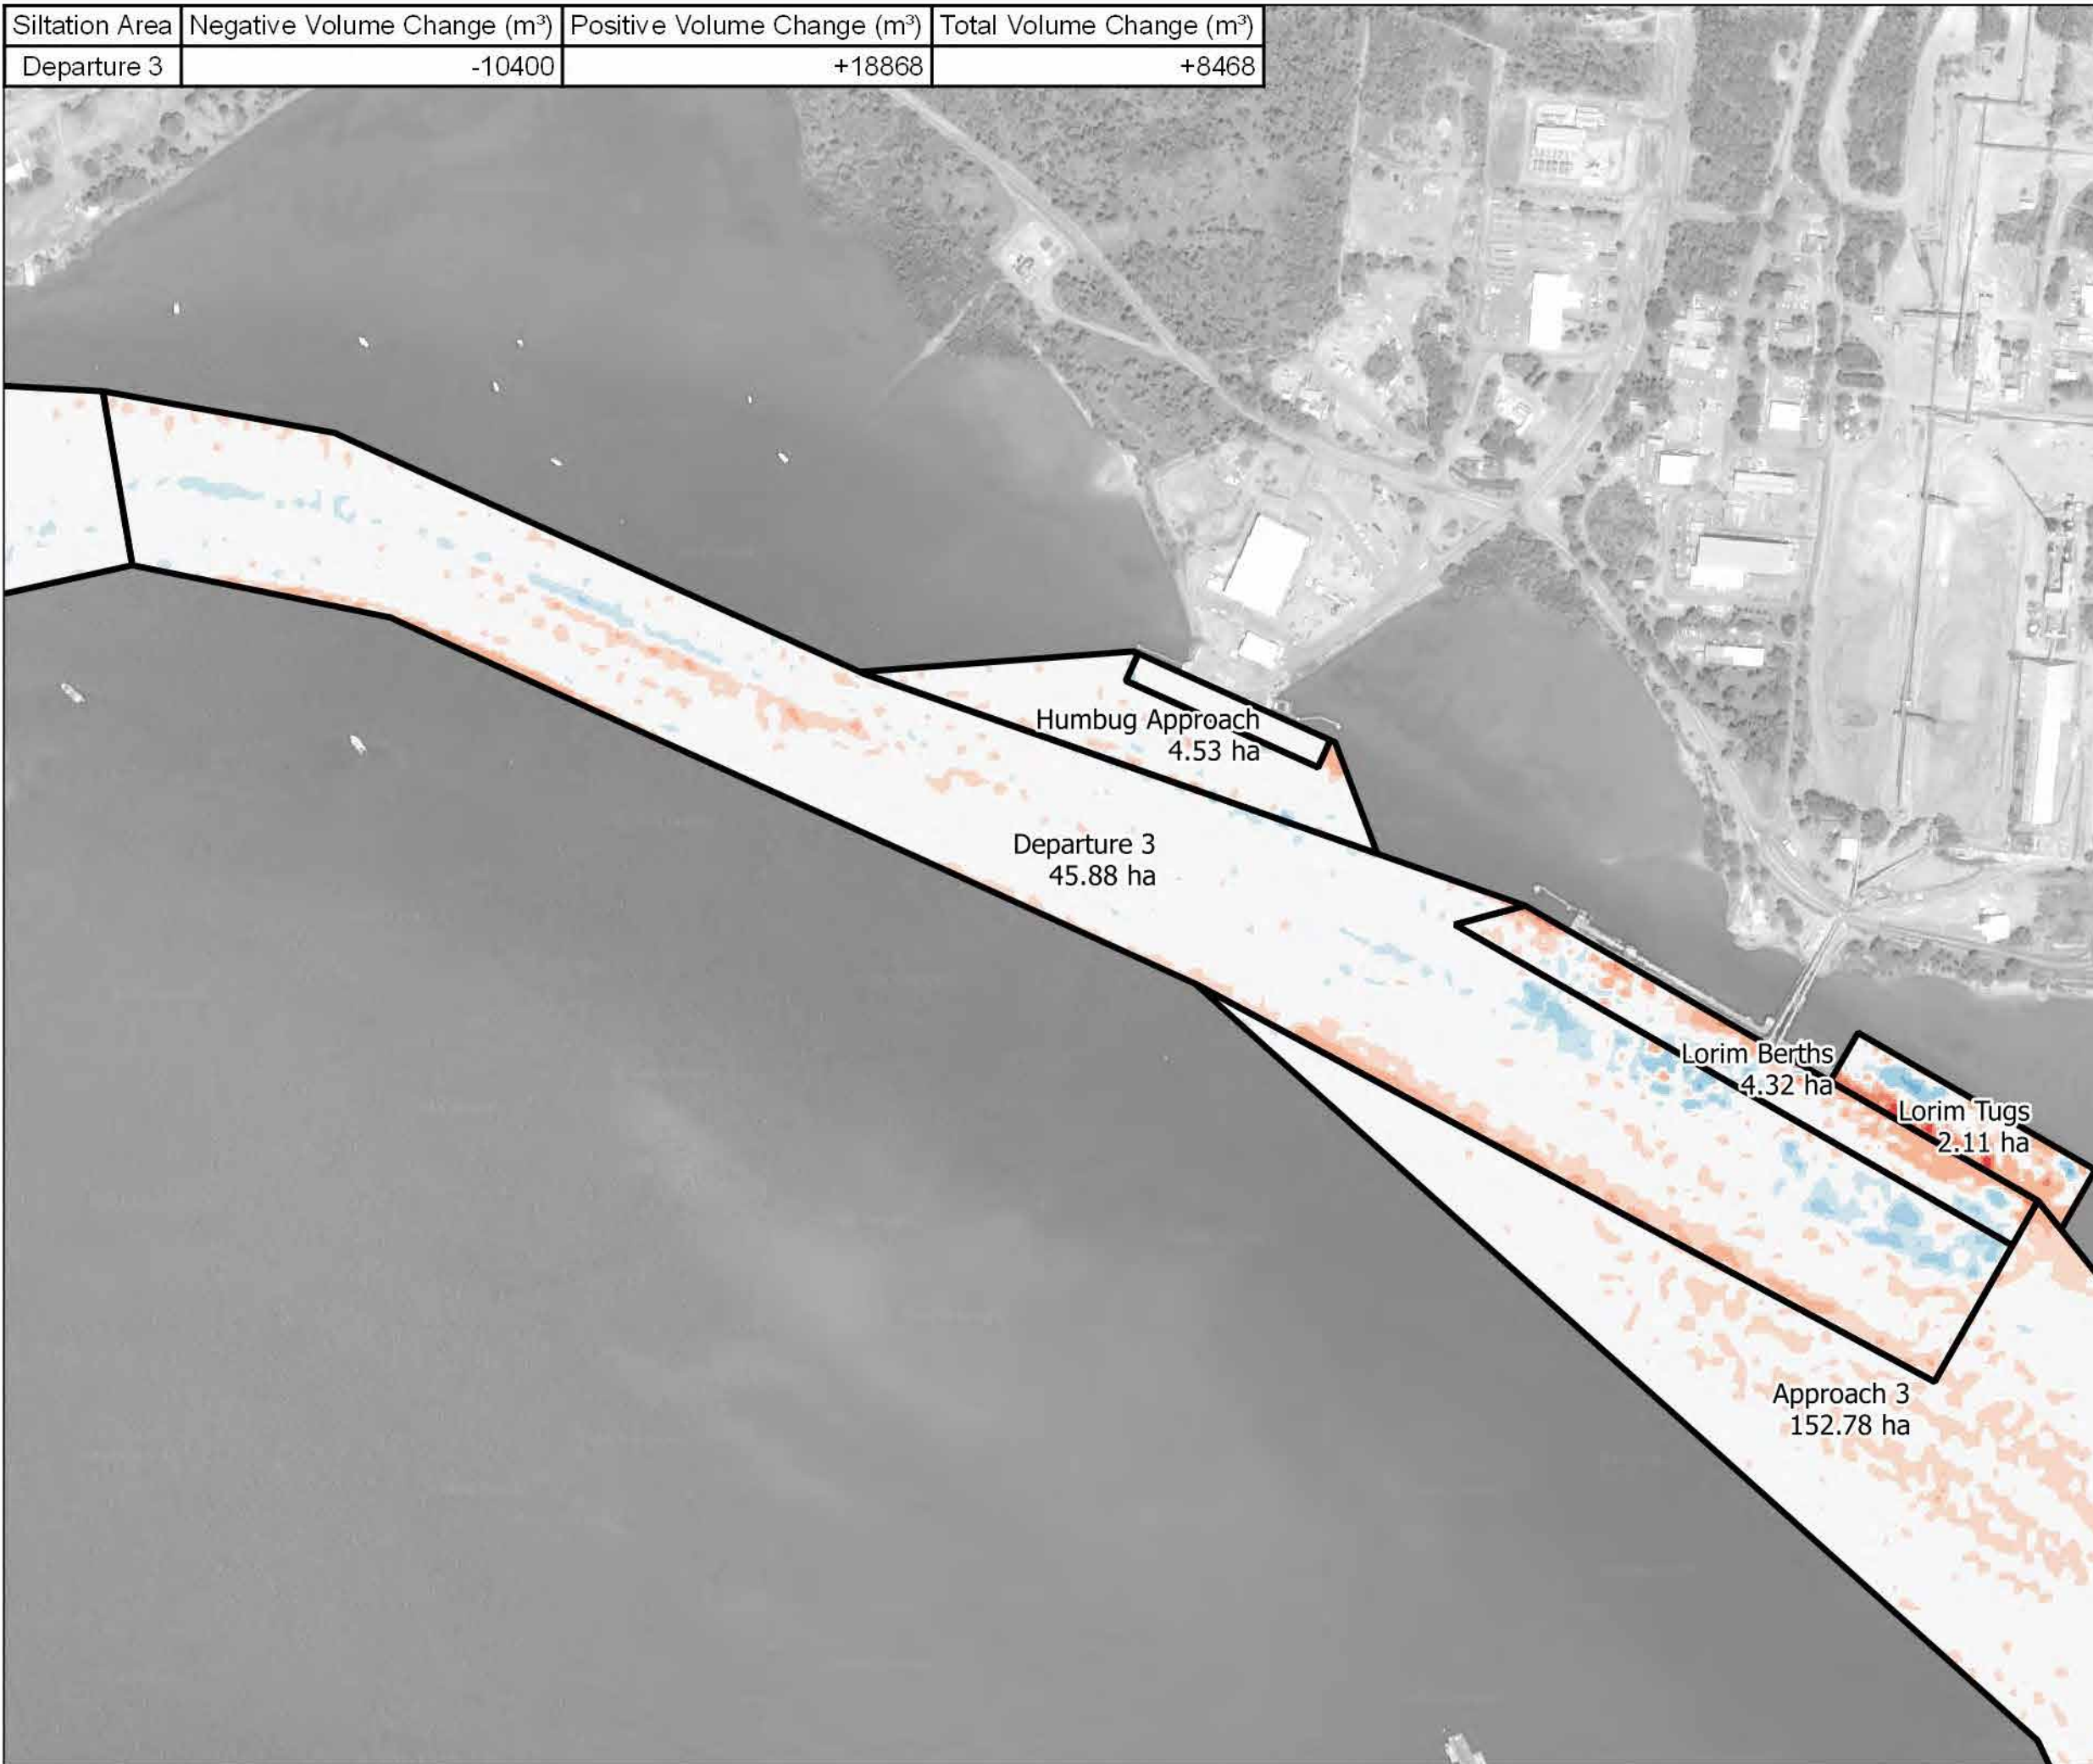 Siltation Area Negative Volume Change (m³) Positive Volume Change (m³) Total Volume Change (m³)
Departure 3 -10400 +18868 +8468
Humbug Approach
4.53 ha
Departure 3
45.88 ha
Lorim Berths
4.32 ha
Lorim Tugs
2.11 ha
Approach 3
152.78 ha